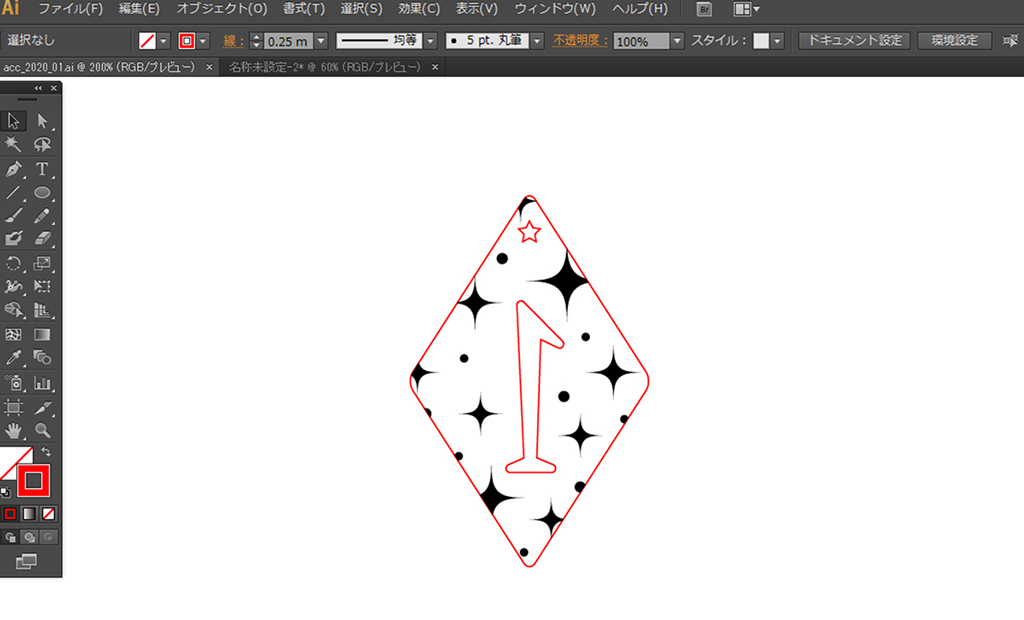 Ai ファイル(F) 編集(E) オブジェクト(O) 書式(T) 選択(S) 効果(C) 表示(V) ウィンドウ(W) ヘルプ(H) Br
選択なし 線： 0.25 m 均等 5 pt. 丸筆 不透明度： 100% スタイル： ドキュメント設定 環境設定
acc_2020_01.ai @ 200% (RGB/プレビュー) × 名称未設定-2* @ 60% (RGB/プレビュー) ×
T
1